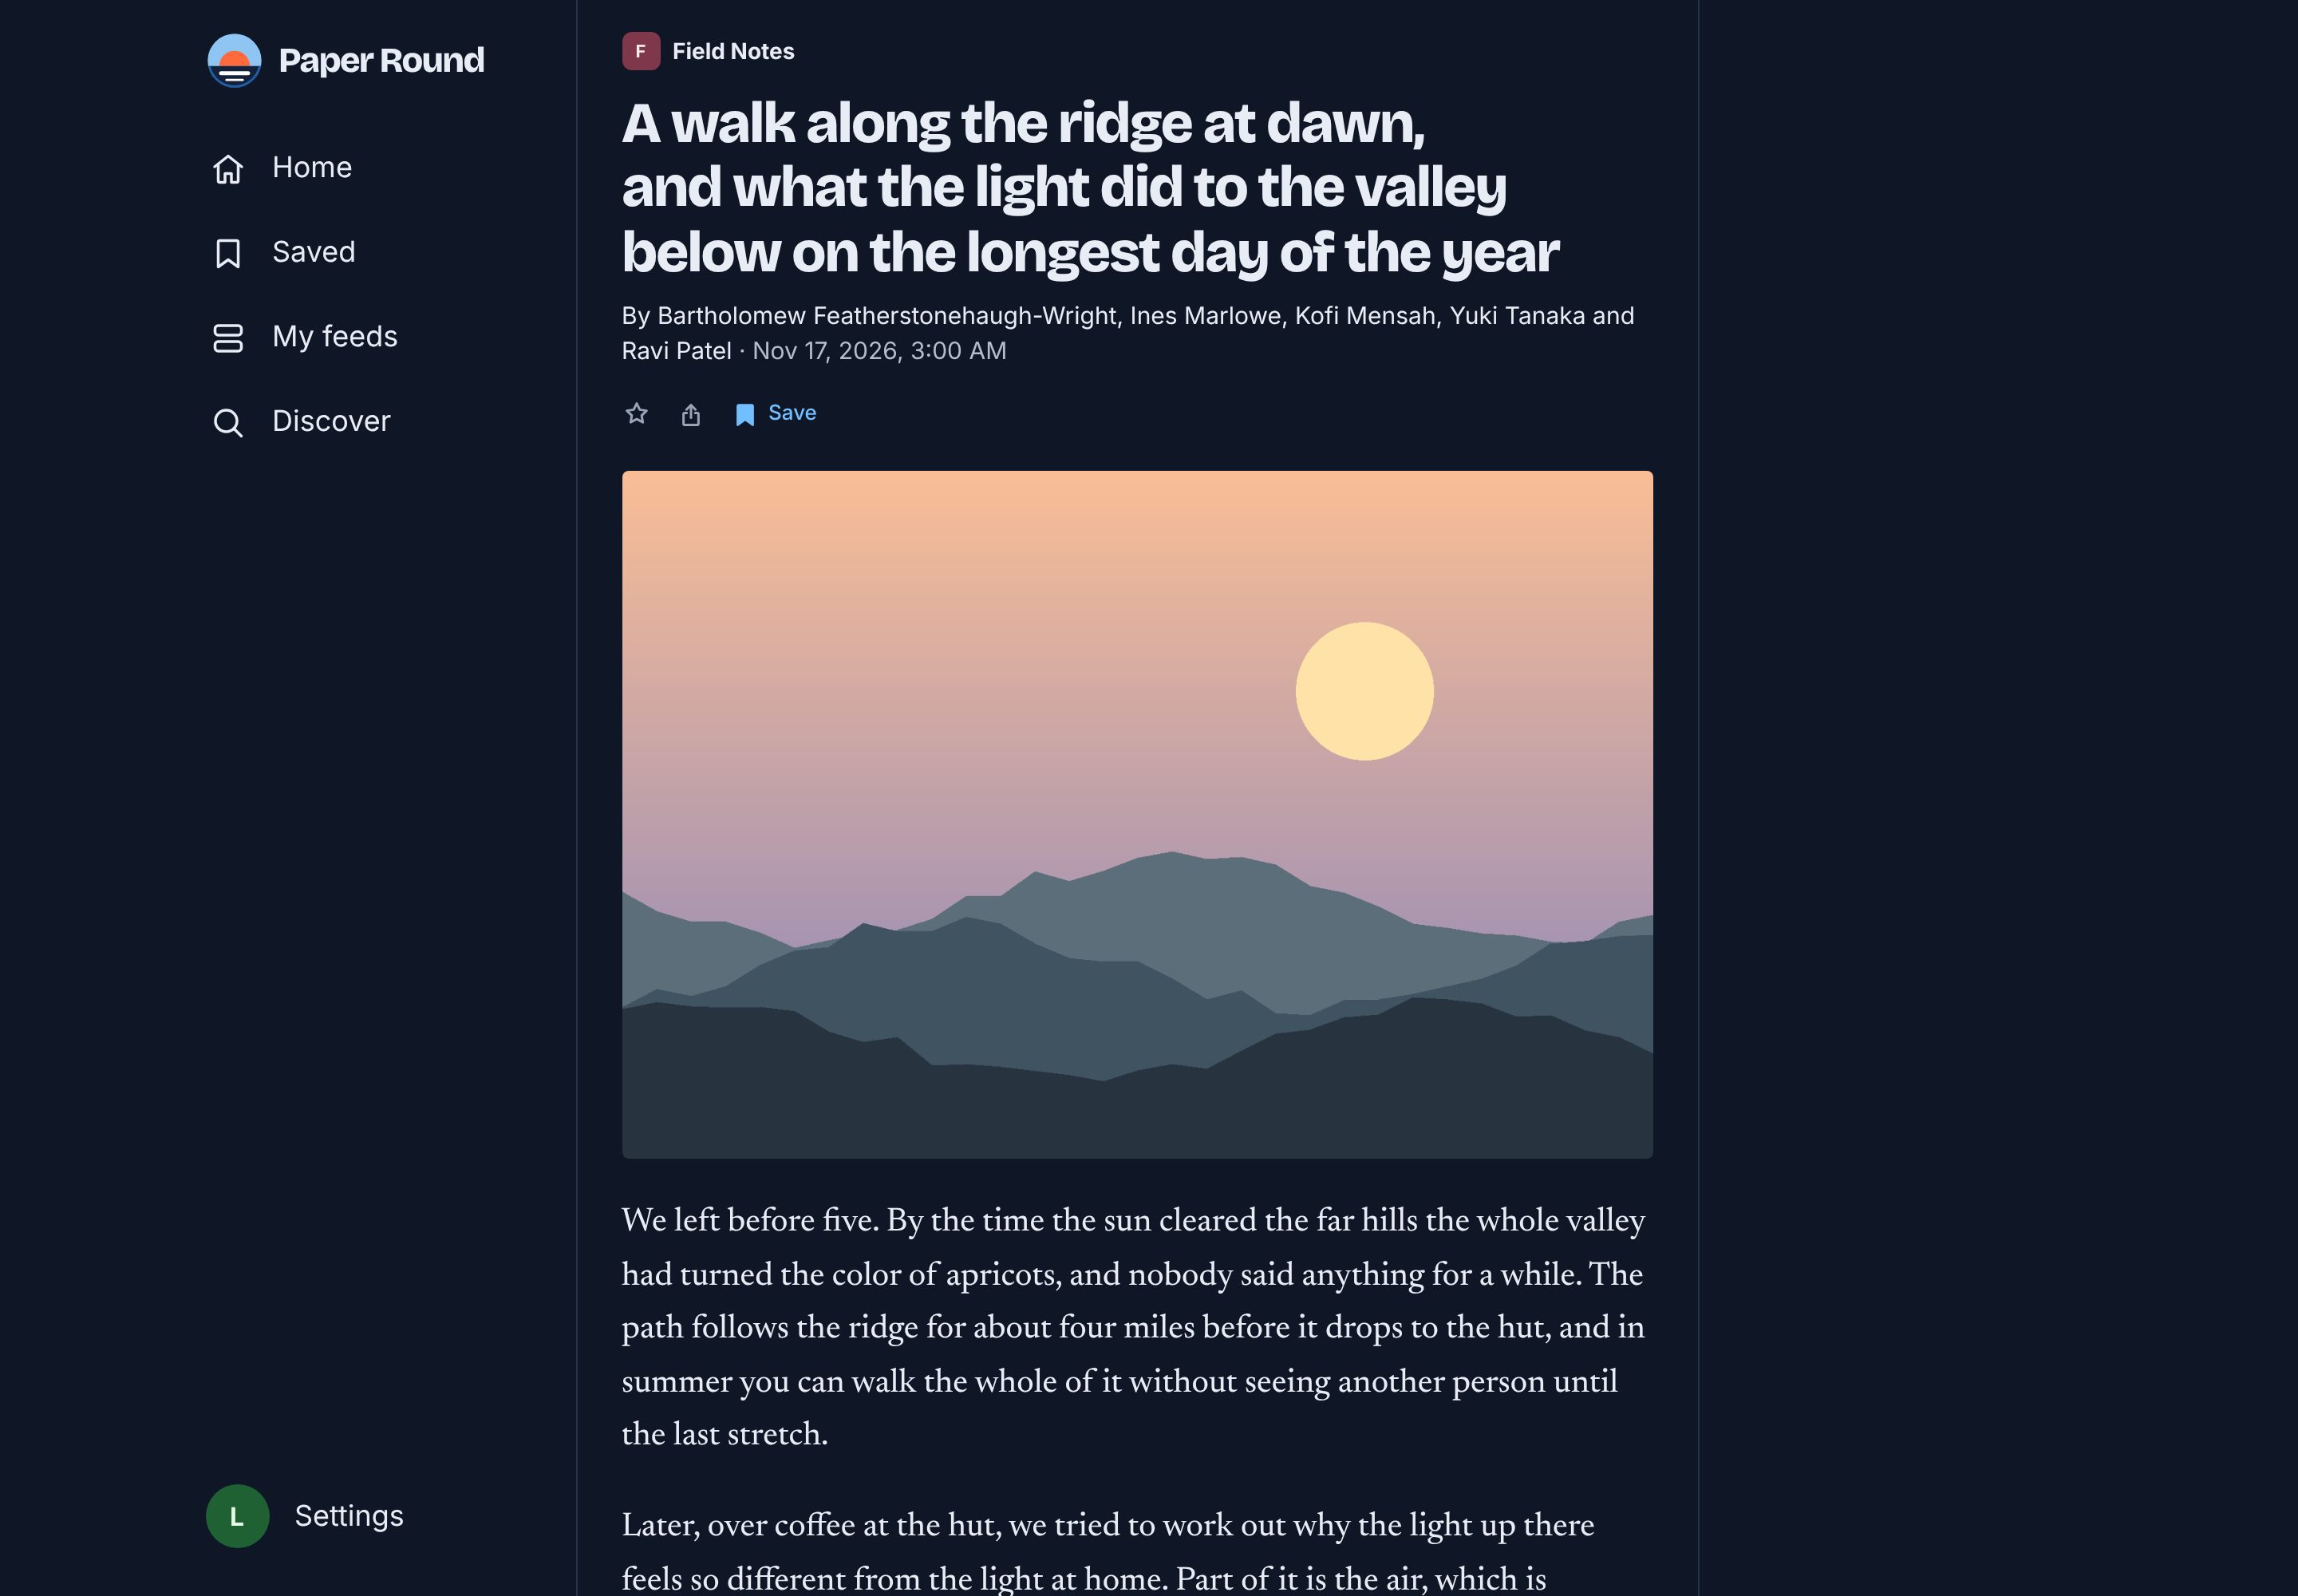 Paper Round
Home
Saved
My feeds
Discover
L
Settings
F
Field Notes
A walk along the ridge at dawn,
and what the light did to the valley
below on the longest day of the year
By Bartholomew Featherstonehaugh-Wright, Ines Marlowe, Kofi Mensah, Yuki Tanaka and
Ravi Patel · Nov 17, 2026, 3:00 AM
Save
We left before five. By the time the sun cleared the far hills the whole valley
had turned the color of apricots, and nobody said anything for a while. The
path follows the ridge for about four miles before it drops to the hut, and in
summer you can walk the whole of it without seeing another person until
the last stretch.
Later, over coffee at the hut, we tried to work out why the light up there
feels so different from the light at home. Part of it is the air, which is